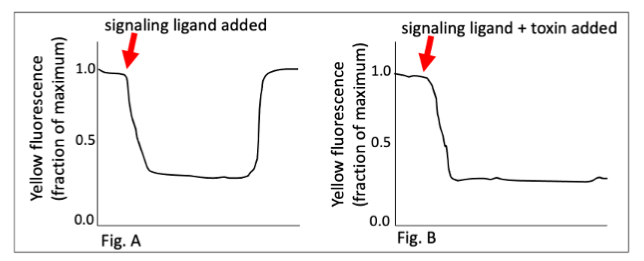 signaling ligand added
Yellow fluorescence
(fraction of maximum)
1.0
0.5
0.0
Fig. A
signaling ligand + toxin added
Yellow fluorescence
(fraction of maximum)
1.0
0.5
0.0
Fig. B